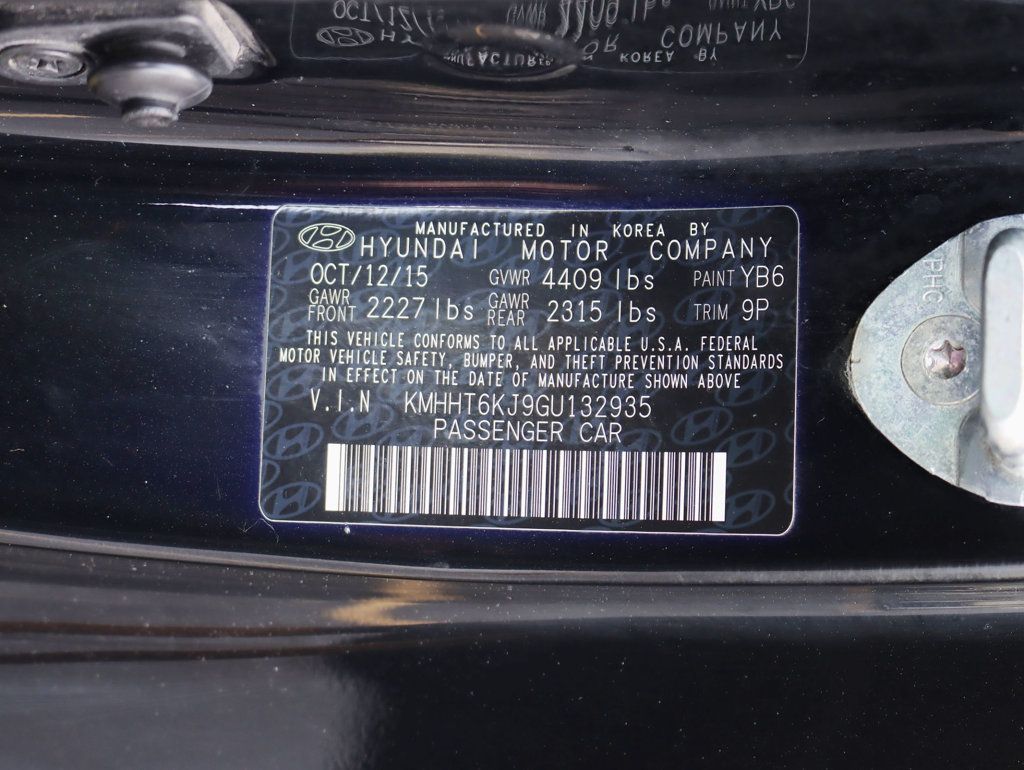 MANUFACTURED IN KOREA BY
HYUNDAI MOTOR COMPANY
OCT/12/15 GVWR 4409 lbs PAINT YB6
GAWR FRONT 2227 lbs GAWR REAR 2315 lbs TRIM 9P
THIS VEHICLE CONFORMS TO ALL APPLICABLE U.S.A. FEDERAL
MOTOR VEHICLE SAFETY, BUMPER, AND THEFT PREVENTION STANDARDS
IN EFFECT ON THE DATE OF MANUFACTURE SHOWN ABOVE
V.I.N KMHHT6KJ9GU132935
PASSENGER CAR
PHC